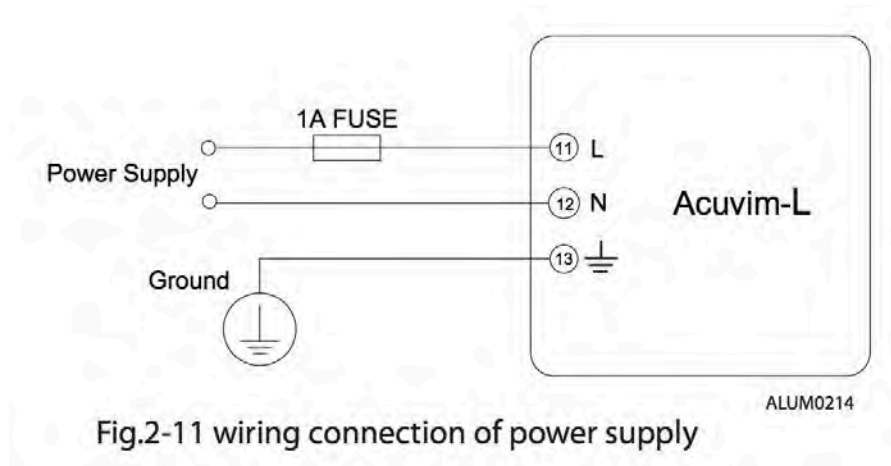 1A FUSE
11 L
Power Supply
12 N
Acuvim-L
13
Ground
ALUM0214
Fig.2-11 wiring connection of power supply